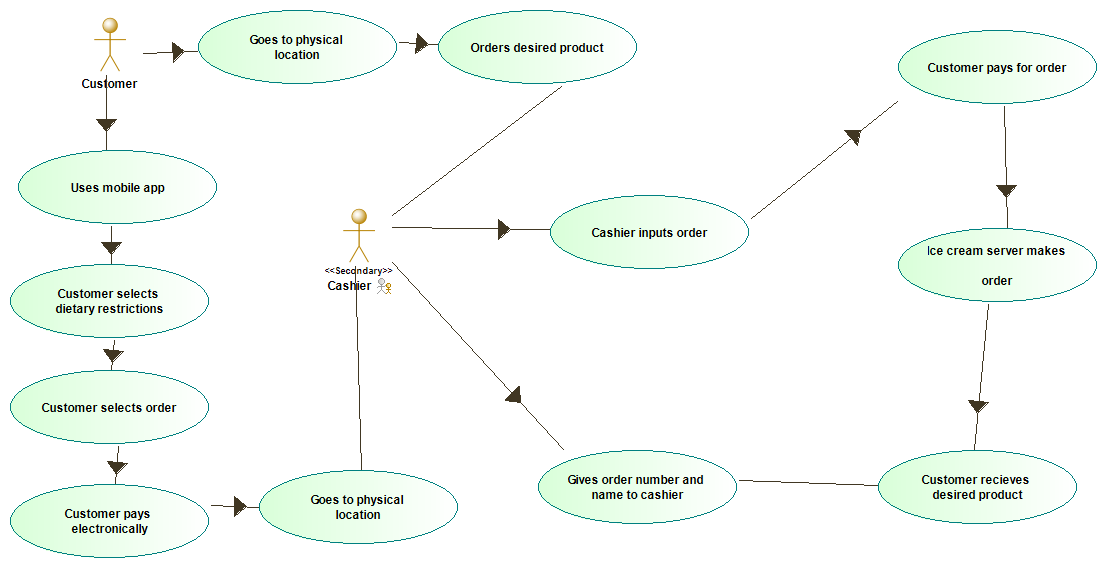 Customer
Goes to physical
location
Orders desired product
Customer pays for order
Uses mobile app
<<Secondary>>
Cashier
Cashier inputs order
Ice cream server makes
order
Customer selects
dietary restrictions
Customer selects order
Customer pays
electronically
Goes to physical
location
Gives order number and
name to cashier
Customer recieves
desired product